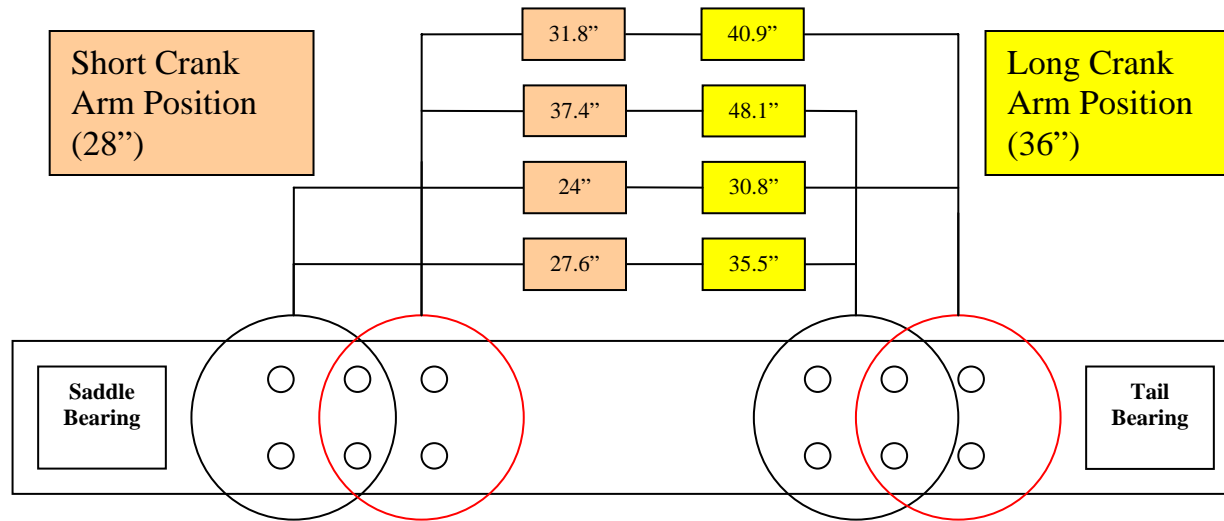 Short Crank
Arm Position
(28”)
31.8”
40.9”
37.4”
48.1”
24”
30.8”
27.6”
35.5”
Long Crank
Arm Position
(36”)
Saddle
Bearing
Tail
Bearing